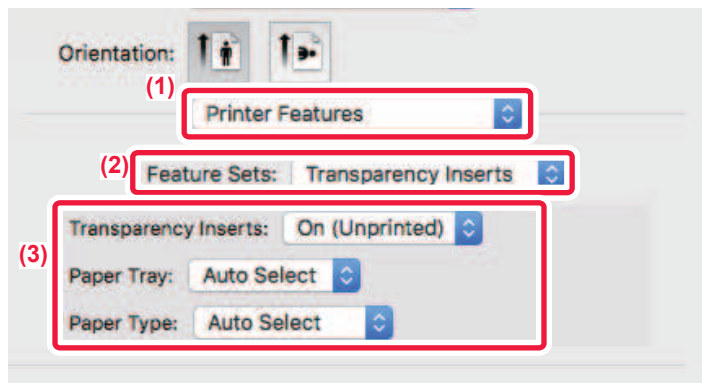 Orientation:
(1)
Printer Features
(2)
Feature Sets: Transparency Inserts
(3)
Transparency Inserts: On (Unprinted)
Paper Tray: Auto Select
Paper Type: Auto Select